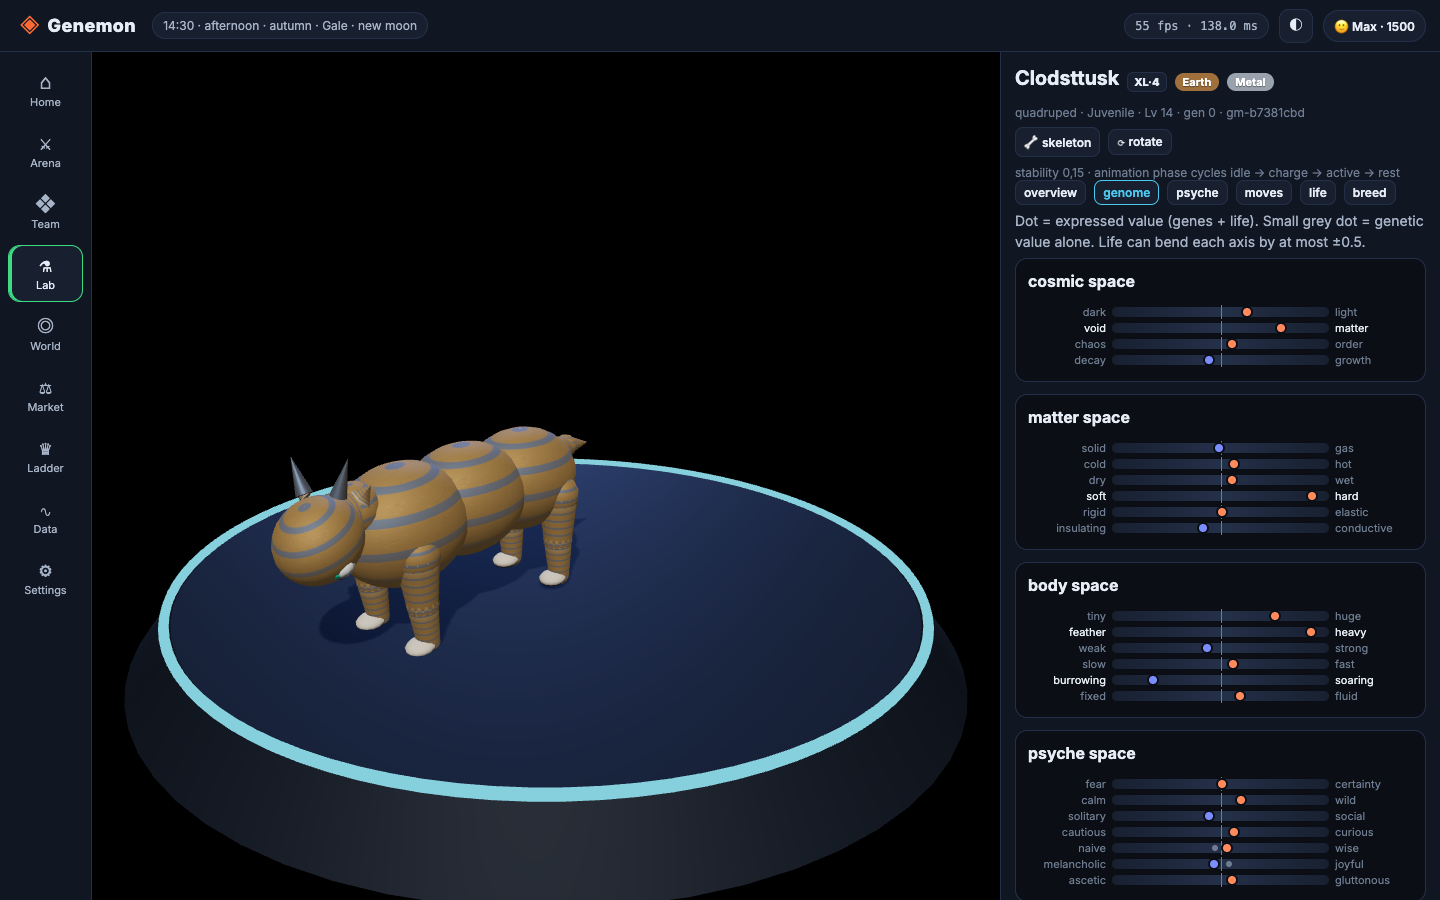 Genemon
14:30 · afternoon · autumn · Gale · new moon
55 fps · 138.0 ms
Max · 1500
Home
Arena
Team
Lab
World
Market
Ladder
Data
Settings
Clodsttusk XL·4 Earth Metal
quadruped · Juvenile · Lv 14 · gen 0 · gm-b7381cbd
skeleton rotate
stability 0,15 · animation phase cycles idle → charge → active → rest
overview genome psyche moves life breed
Dot = expressed value (genes + life). Small grey dot = genetic
value alone. Life can bend each axis by at most ±0.5.
cosmic space
dark light
void matter
chaos order
decay growth
matter space
solid gas
cold hot
dry wet
soft hard
rigid elastic
insulating conductive
body space
tiny huge
feather heavy
weak strong
slow fast
burrowing soaring
fixed fluid
psyche space
fear certainty
calm wild
solitary social
cautious curious
naive wise
melancholic joyful
ascetic gluttonous